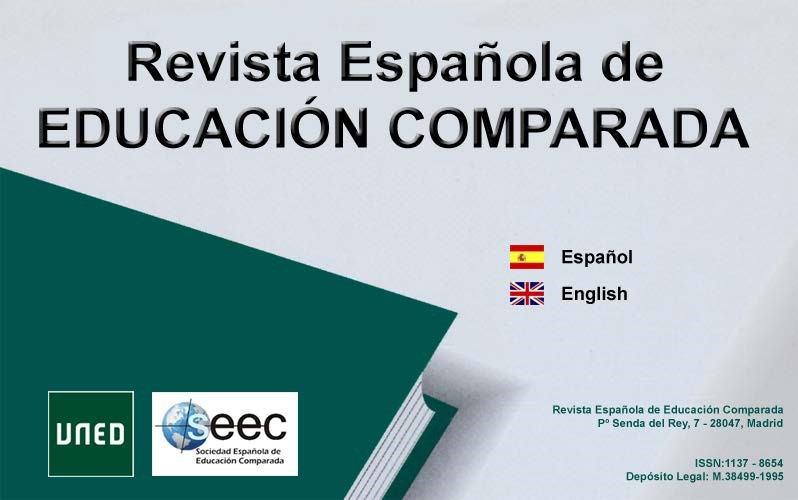 Revista Española de
EDUCACIÓN COMPARADA
Español
English
UNED
seec
Sociedad Española de
Educación Comparada
Revista Española de Educación Comparada
Pº Senda del Rey, 7 - 28047, Madrid
ISSN:1137 - 8654
Depósito Legal: M.38499-1995